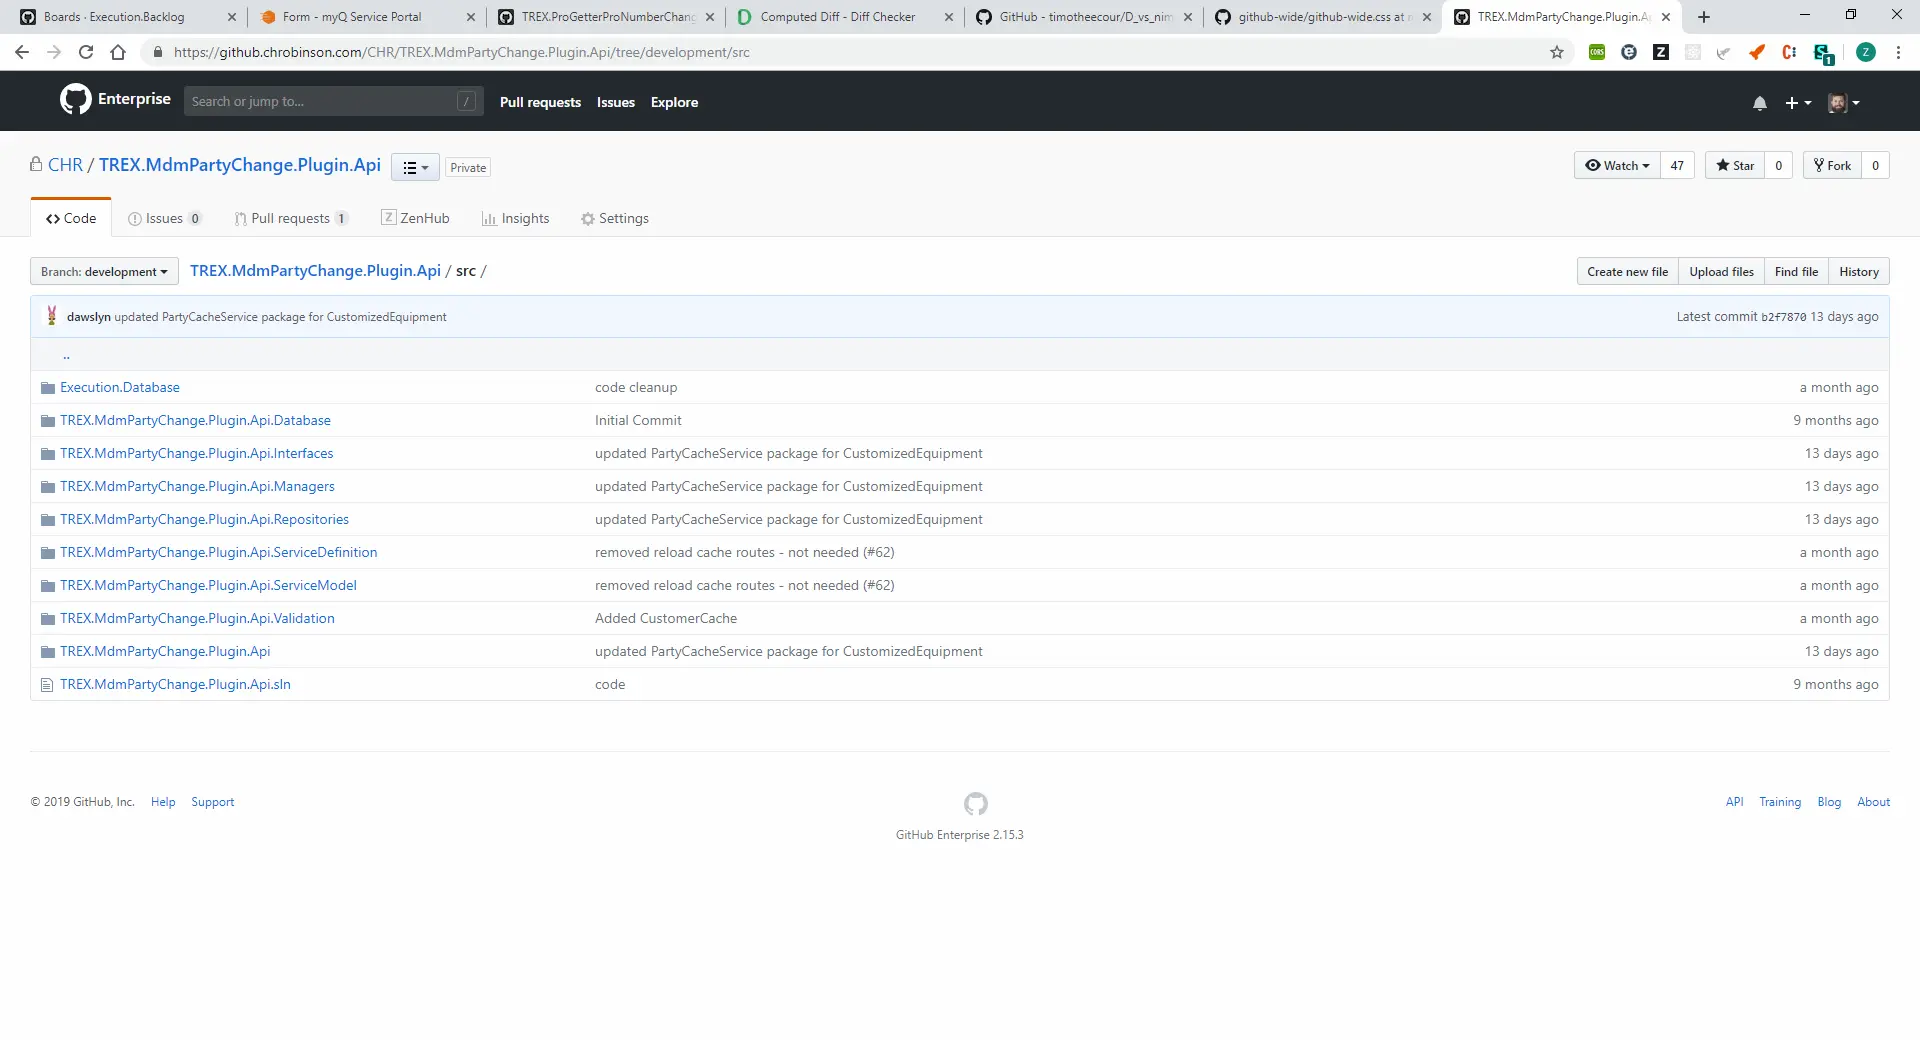 Boards · Execution.Backlog
Form - myQ Service Portal
TREX.ProGetterProNumberChang
Computed Diff - Diff Checker
GitHub - timotheecour/D_vs_nim
github-wide/github-wide.css at
TREX.MdmPartyChange.Plugin.A
https://github.chrobinson.com/CHR/TREX.MdmPartyChange.Plugin.Api/tree/development/src
CORS
Z
1
Z
Enterprise
Search or jump to...
/
Pull requests
Issues
Explore
CHR / TREX.MdmPartyChange.Plugin.Api
Private
Watch 47
Star 0
Fork 0
Code
Issues 0
Pull requests 1
Z ZenHub
Insights
Settings
Branch: development
TREX.MdmPartyChange.Plugin.Api / src /
Create new file
Upload files
Find file
History
dawslyn updated PartyCacheService package for CustomizedEquipment
Latest commit b2f7870 13 days ago
..
Execution.Database code cleanup a month ago
TREX.MdmPartyChange.Plugin.Api.Database Initial Commit 9 months ago
TREX.MdmPartyChange.Plugin.Api.Interfaces updated PartyCacheService package for CustomizedEquipment 13 days ago
TREX.MdmPartyChange.Plugin.Api.Managers updated PartyCacheService package for CustomizedEquipment 13 days ago
TREX.MdmPartyChange.Plugin.Api.Repositories updated PartyCacheService package for CustomizedEquipment 13 days ago
TREX.MdmPartyChange.Plugin.Api.ServiceDefinition removed reload cache routes - not needed (#62) a month ago
TREX.MdmPartyChange.Plugin.Api.ServiceModel removed reload cache routes - not needed (#62) a month ago
TREX.MdmPartyChange.Plugin.Api.Validation Added CustomerCache a month ago
TREX.MdmPartyChange.Plugin.Api updated PartyCacheService package for CustomizedEquipment 13 days ago
TREX.MdmPartyChange.Plugin.Api.sln code 9 months ago
© 2019 GitHub, Inc.
Help
Support
API
Training
Blog
About
GitHub Enterprise 2.15.3